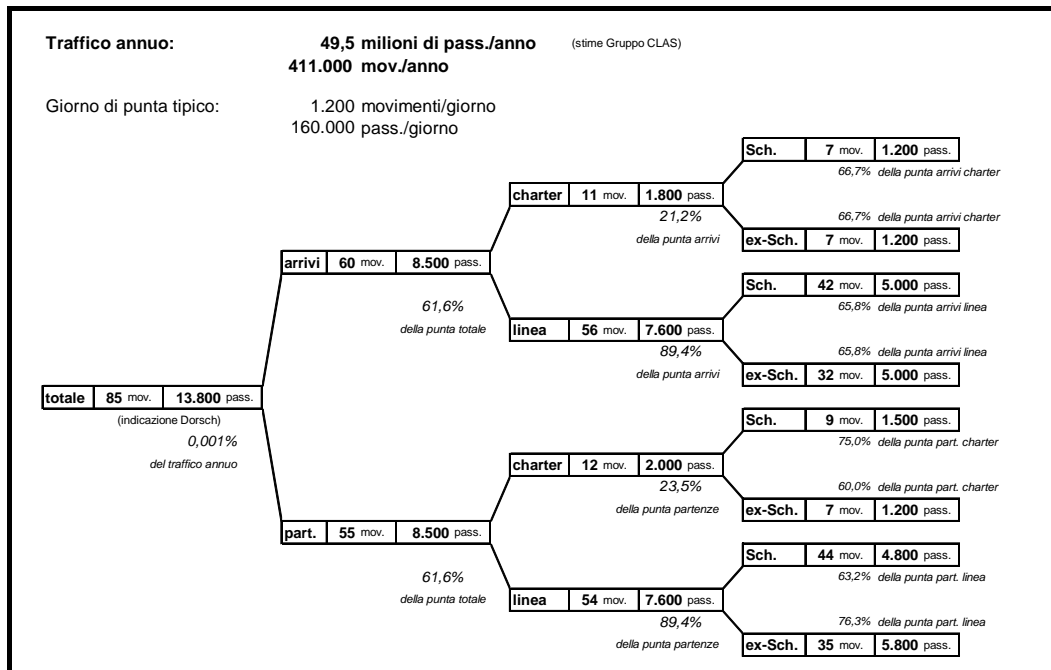 Traffico annuo: 49,5 milioni di pass./anno (stime Gruppo CLAS)
411.000 mov./anno
Giorno di punta tipico: 1.200 movimenti/giorno
160.000 pass./giorno
Sch. 7 mov. 1.200 pass.
66,7% della punta arrivi charter
charter 11 mov. 1.800 pass.
21,2%
della punta arrivi
66,7% della punta arrivi charter
ex-Sch. 7 mov. 1.200 pass.
arrivi 60 mov. 8.500 pass.
61,6%
della punta totale
Sch. 42 mov. 5.000 pass.
65,8% della punta arrivi linea
linea 56 mov. 7.600 pass.
89,4%
della punta arrivi
65,8% della punta arrivi linea
ex-Sch. 32 mov. 5.000 pass.
totale 85 mov. 13.800 pass.
(indicazione Dorsch)
0,001%
del traffico annuo
Sch. 9 mov. 1.500 pass.
75,0% della punta part. charter
charter 12 mov. 2.000 pass.
23,5%
della punta partenze
60,0% della punta part. charter
ex-Sch. 7 mov. 1.200 pass.
part. 55 mov. 8.500 pass.
61,6%
della punta totale
Sch. 44 mov. 4.800 pass.
63,2% della punta part. linea
linea 54 mov. 7.600 pass.
89,4%
della punta partenze
76,3% della punta part. linea
ex-Sch. 35 mov. 5.800 pass.